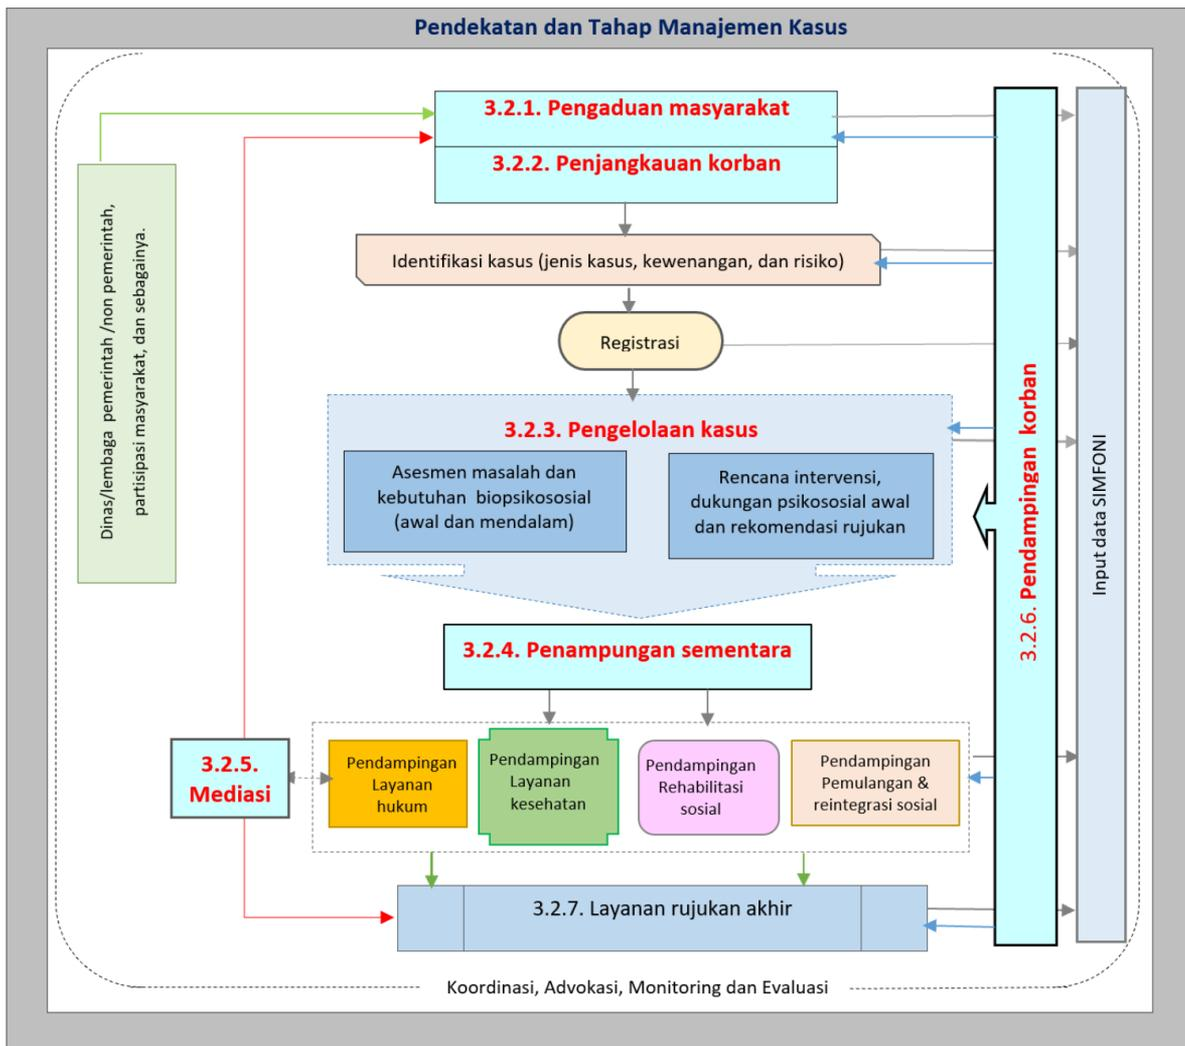 Pendekatan dan Tahap Manajemen Kasus
3.2.1. Pengaduan masyarakat
3.2.2. Penjangkauan korban
Dinas/lembaga pemerintah /non pemerintah,
partisipasi masyarakat, dan sebagainya.
Identifikasi kasus (jenis kasus, kewenangan, dan risiko)
Registrasi
3.2.3. Pengelolaan kasus
Asesmen masalah dan
kebutuhan biopsikososial
(awal dan mendalam)
Rencana intervensi,
dukungan psikososial awal
dan rekomendasi rujukan
3.2.6. Pendampingan korban
Input data SIMFONI
3.2.4. Penampungan sementara
3.2.5.
Mediasi
Pendampingan
Layanan
hukum
Pendampingan
Layanan
kesehatan
Pendampingan
Rehabilitasi
sosial
Pendampingan
Pemulangan &
reintegrasi sosial
3.2.7. Layanan rujukan akhir
Koordinasi, Advokasi, Monitoring dan Evaluasi